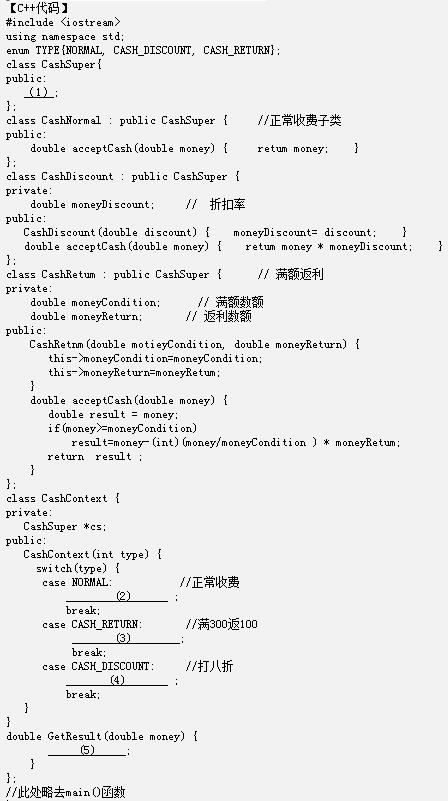 【C++代码】
#include <iostream>
using namespace std;
enum TYPE{NORMAL, CASH_DISCOUNT, CASH_RETURN};
class CashSuper{
public:
(1) ;
};
class CashNormal : public CashSuper { //正常收费子类
public:
double acceptCash(double money) { retum money; }
};
class CashDiscount : public CashSuper {
private:
double moneyDiscount; // 折扣率
public:
CashDiscount(double discount) { moneyDiscount= discount; }
double acceptCash(double money) { retum money * moneyDiscount; }
};
class CashRetum : public CashSuper { // 满额返利
private:
double moneyCondition; // 满额数额
double moneyReturn; // 返利数额
public:
CashRetnm(double motieyCondition, double moneyReturn) {
this->moneyCondition=moneyCondition;
this->moneyReturn=moneyRetum;
}
double acceptCash(double money) {
double result = money;
if(money>=moneyCondition)
result=money-(int)(money/moneyCondition ) * moneyRetum;
return result ;
}
};
class CashContext {
private:
CashSuper *cs;
public:
CashContext(int type) {
switch(type) {
case NORMAL: //正常收费
(2) ;
break;
case CASH_RETURN: //满300返100
(3) ;
break;
case CASH_DISCOUNT: //打八折
(4) ;
break;
}
}
double GetResult(double money) {
(5) ;
}
};
//此处略去main()函数